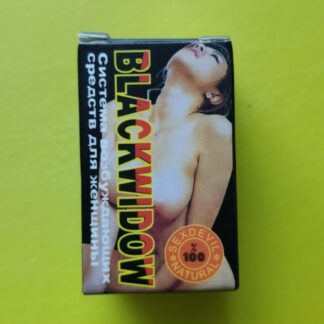 BLACKWIDOW
Система возбуждающих
средств для женщины
SEXDEVIL
%
100
NATURAL